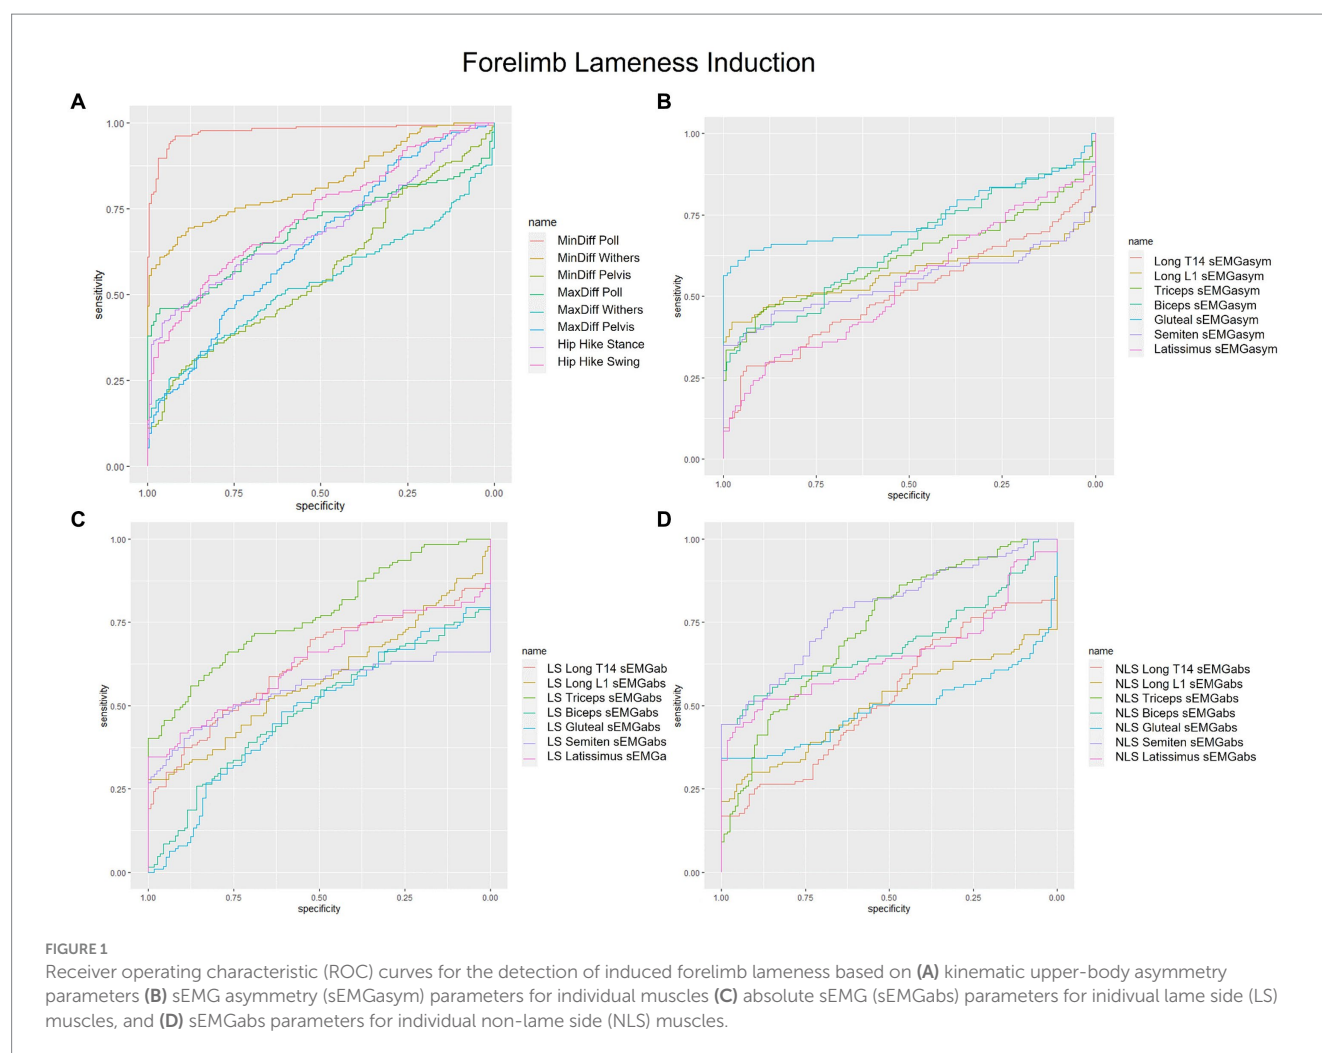 Forelimb Lameness Induction
A
1.00
0.75
0.50
0.25
0.00
sensitivity
1.00 0.75 0.50 0.25 0.00
specificity
name
MinDiff Poll
MinDiff Withers
MinDiff Pelvis
MaxDiff Poll
MaxDiff Withers
MaxDiff Pelvis
Hip Hike Stance
Hip Hike Swing
B
1.00
0.75
0.50
0.25
0.00
sensitivity
1.00 0.75 0.50 0.25 0.00
specificity
name
Long T14 sEMGasym
Long L1 sEMGasym
Triceps sEMGasym
Biceps sEMGasym
Gluteal sEMGasym
Semiten sEMGasym
Latissimus sEMGasym
C
1.00
0.75
0.50
0.25
0.00
sensitivity
1.00 0.75 0.50 0.25 0.00
specificity
name
LS Long T14 sEMGab
LS Long L1 sEMGabs
LS Triceps sEMGabs
LS Biceps sEMGabs
LS Gluteal sEMGabs
LS Semiten sEMGabs
LS Latissimus sEMGa
D
1.00
0.75
0.50
0.25
0.00
sensitivity
1.00 0.75 0.50 0.25 0.00
specificity
name
NLS Long T14 sEMGabs
NLS Long L1 sEMGabs
NLS Triceps sEMGabs
NLS Biceps sEMGabs
NLS Gluteal sEMGabs
NLS Semiten sEMGabs
NLS Latissimus sEMGabs
FIGURE 1
Receiver operating characteristic (ROC) curves for the detection of induced forelimb lameness based on (A) kinematic upper-body asymmetry
parameters (B) sEMG asymmetry (sEMGasym) parameters for individual muscles (C) absolute sEMG (sEMGabs) parameters for inidivual lame side (LS)
muscles, and (D) sEMGabs parameters for individual non-lame side (NLS) muscles.